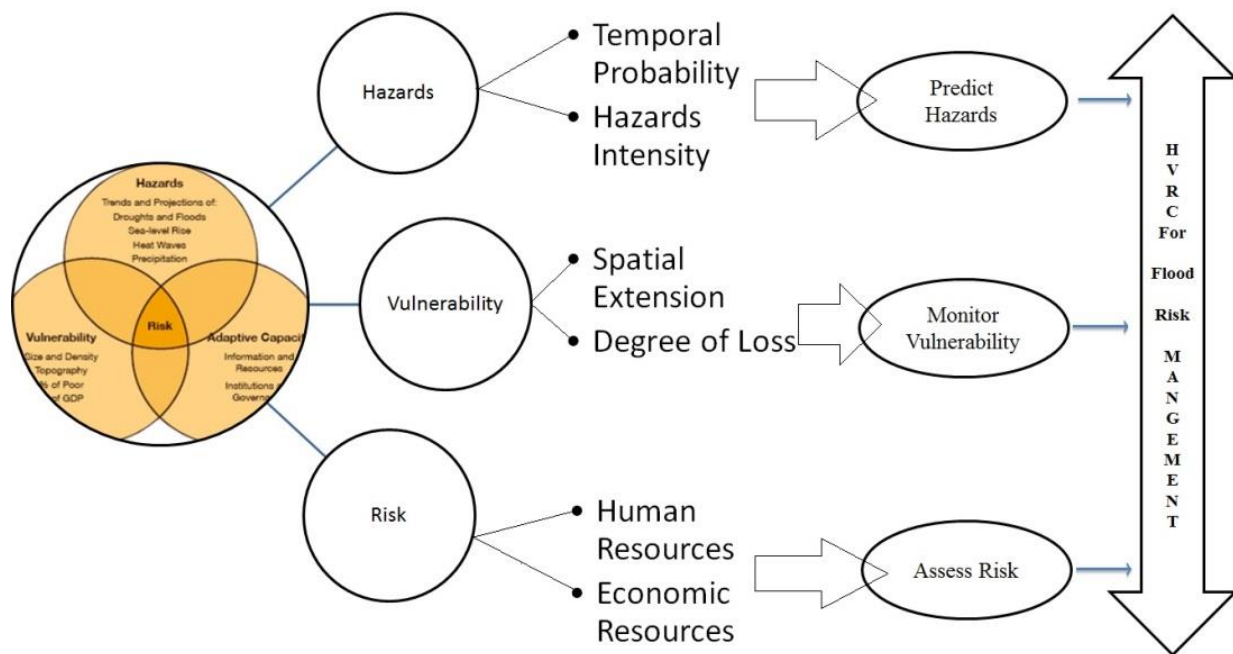 Hazards
Trends and Projections of:
Droughts and Floods
Sea-level Rise
Heat Waves
Precipitation
Vulnerability
Size and Density
Topography
% of Poor
of GDP
Risk
Adaptive Capaci
Information and
Resources
Institutions
Governa
Hazards
• Temporal
Probability
• Hazards
Intensity
Predict
Hazards
Vulnerability
• Spatial
Extension
• Degree of Loss
Monitor
Vulnerability
Risk
• Human
Resources
• Economic
Resources
Assess Risk
H
V
R
C
For
Flood
Risk
M
A
N
G
E
M
E
N
T